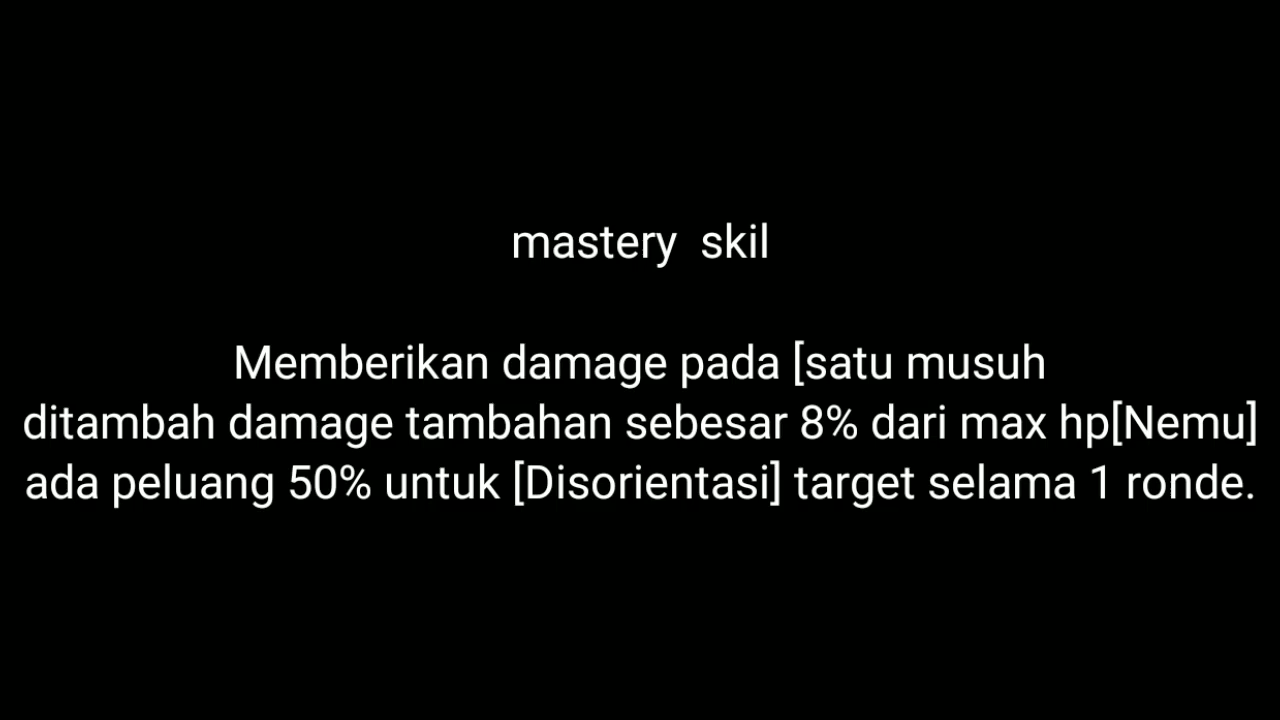 mastery  skil
Memberikan damage pada [satu musuh
ditambah damage tambahan sebesar 8% dari max hp[Nemu]
ada peluang 50% untuk [Disorientasi] target selama 1 ronde.